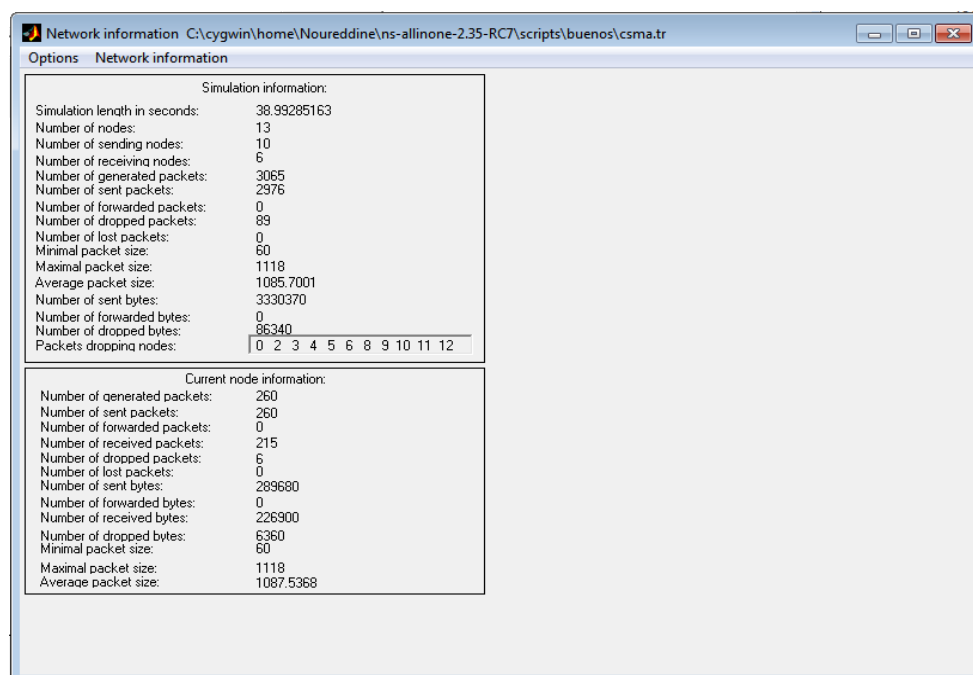 Network information C:\cygwin\home\Noureddine\ns-allinone-2.35-RC7\scripts\buenos\csma.tr
Options Network information
Simulation information:
Simulation length in seconds: 38.99285163
Number of nodes: 13
Number of sending nodes: 10
Number of receiving nodes: 6
Number of generated packets: 3065
Number of sent packets: 2976
Number of forwarded packets: 0
Number of dropped packets: 89
Number of lost packets: 0
Minimal packet size: 60
Maximal packet size: 1118
Average packet size: 1085.7001
Number of sent bytes: 3330370
Number of forwarded bytes: 0
Number of dropped bytes: 86340
Packets dropping nodes: 0 2 3 4 5 6 8 9 10 11 12
Current node information:
Number of generated packets: 260
Number of sent packets: 260
Number of forwarded packets: 0
Number of received packets: 215
Number of dropped packets: 6
Number of lost packets: 0
Number of sent bytes: 289680
Number of forwarded bytes: 0
Number of received bytes: 226900
Number of dropped bytes: 6360
Minimal packet size: 60
Maximal packet size: 1118
Average packet size: 1087.5368